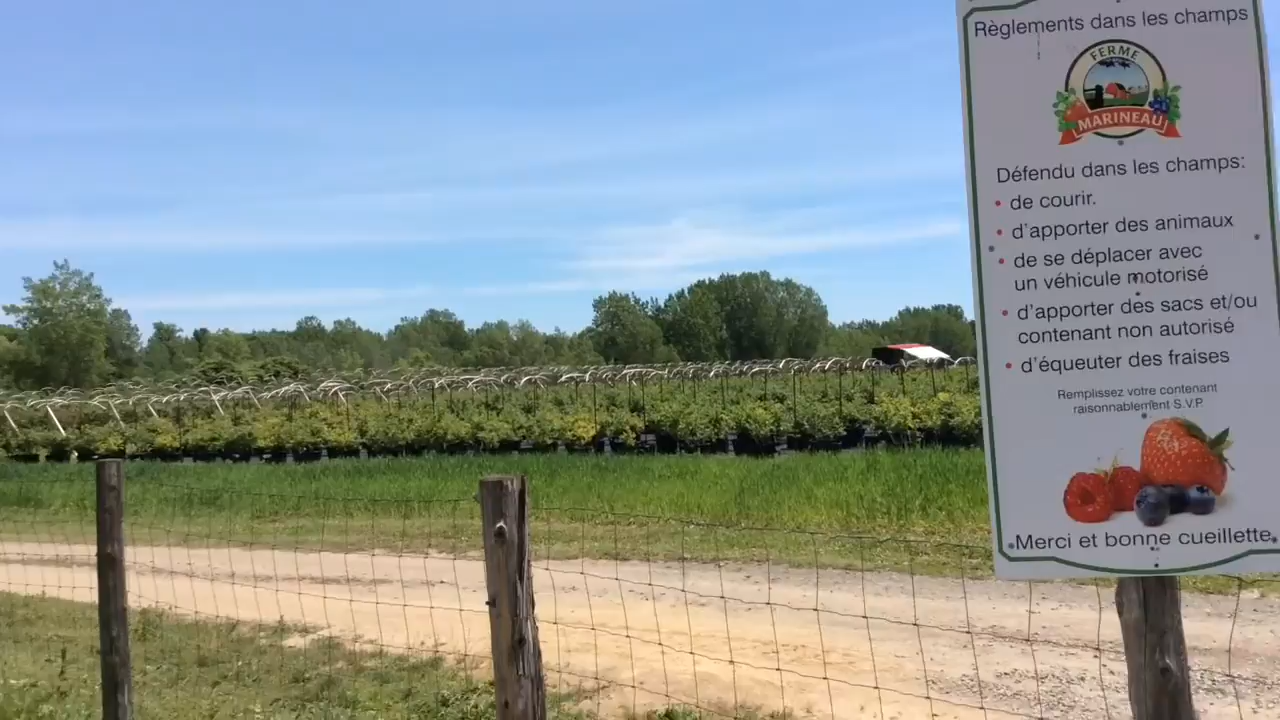 Règlements dans les champs
FERME
MARINEAU
Défendu dans les champs:
• de courir.
• d'apporter des animaux
• de se déplacer avec
un véhicule motorisé
• d'apporter des sacs et/ou
contenant non autorisé
• d'équeuter des fraises
Remplissez votre contenant
raisonnablement S.V.P.
Merci et bonne cueillette